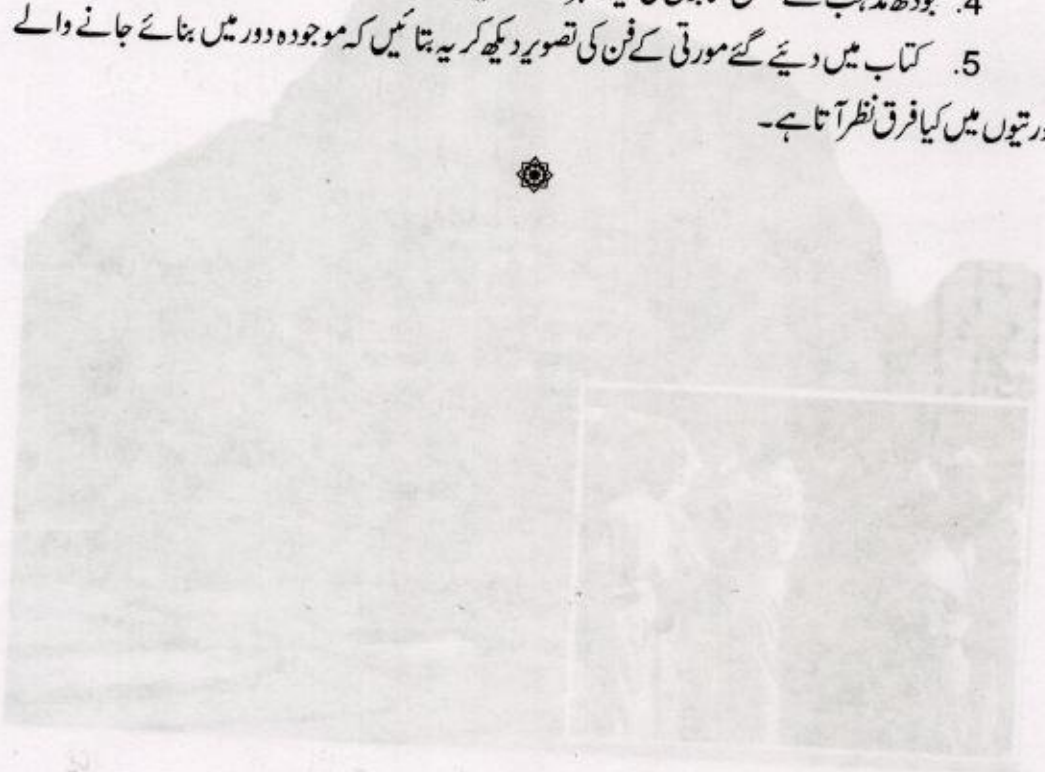 4. بودھ مذہب کے
5. کتاب میں دیئے گئے مورتی کے فن کی تصویر دیکھ کر یہ بتائیں کہ موجودہ دور میں بنائے جانے والے
مورتیوں میں کیا فرق نظر آتا ہے۔